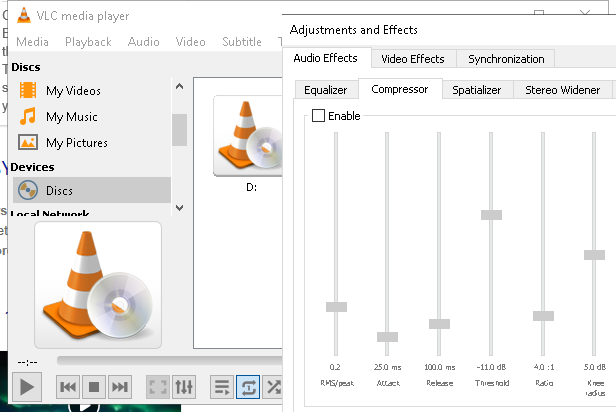 VLC media player
Media Playback Audio Video Subtitle
Discs
My Videos
My Music
My Pictures
Devices
Discs
Local Network
D:
--:--
Adjustments and Effects
Audio Effects Video Effects Synchronization
Equalizer Compressor Spatializer Stereo Widener
Enable
0.2 25.0 ms 100.0 ms -11.0 dB 4.0 :1 5.0 dB
RMS/peak Attack Release Threshold Ratio Knee
radius